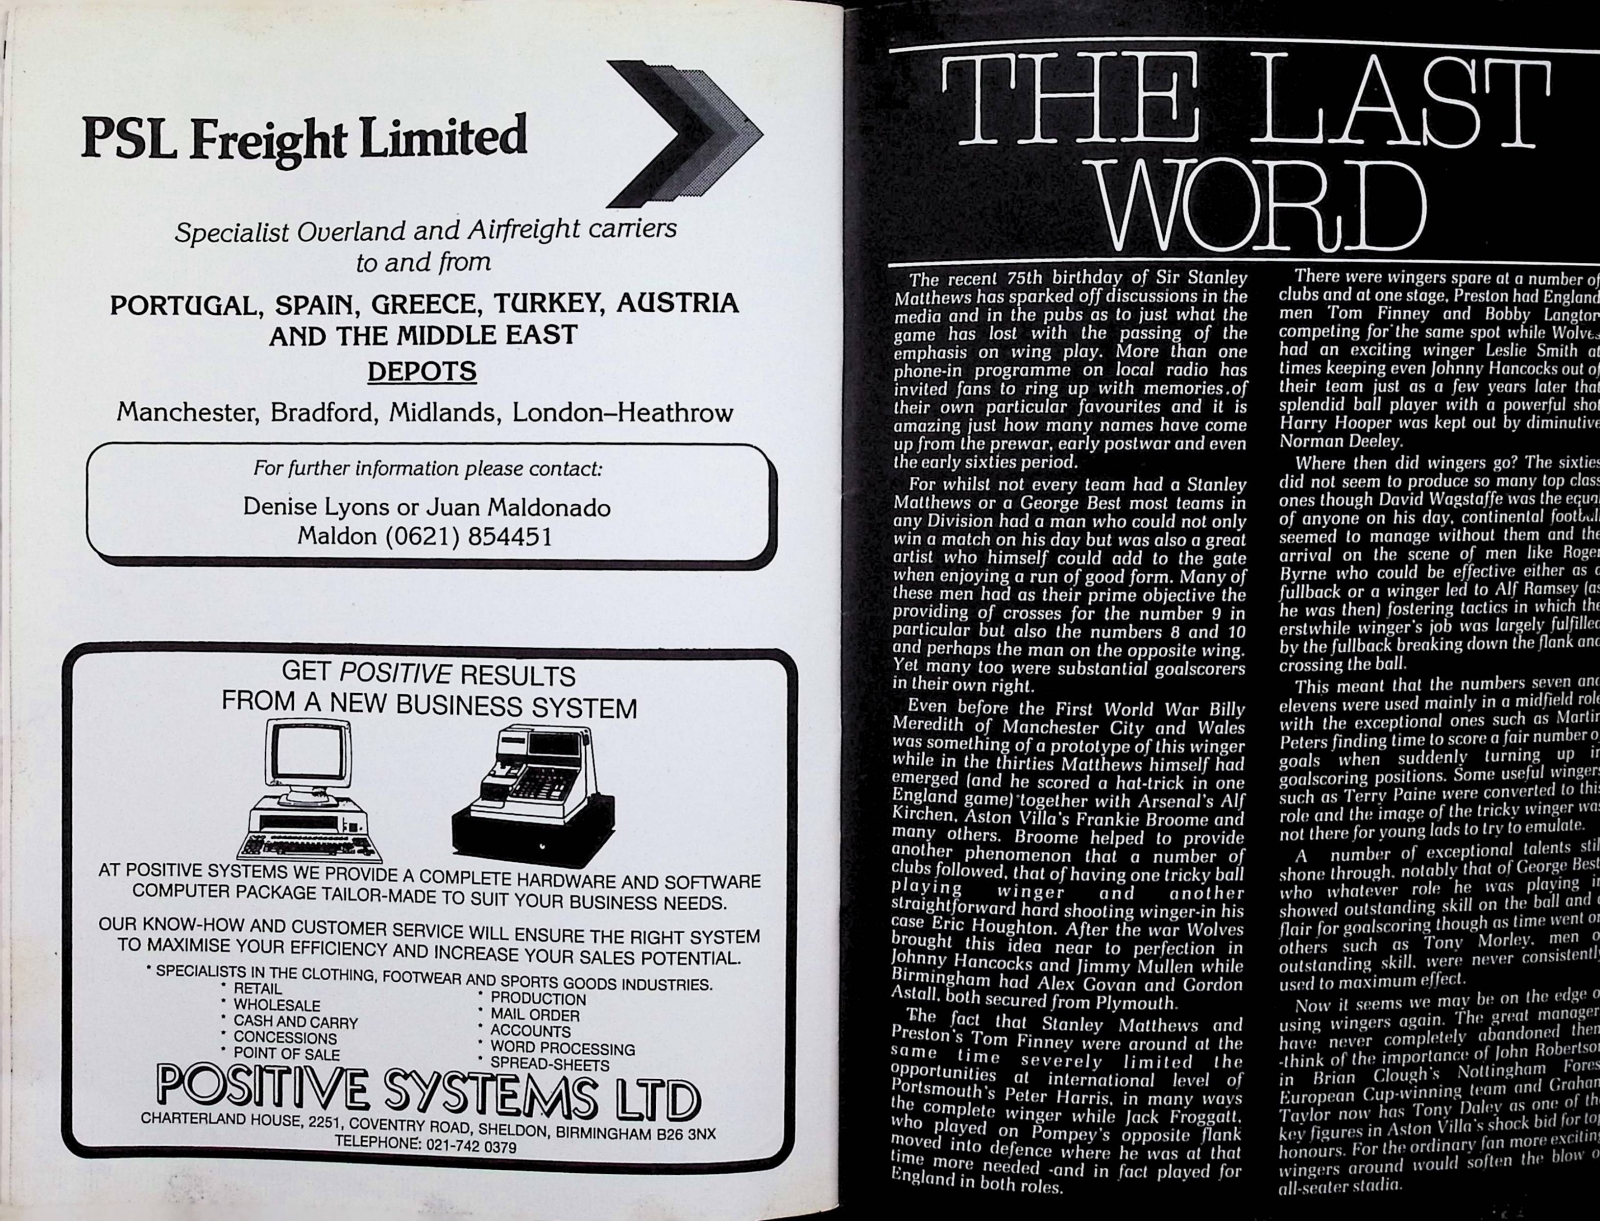 PSL Freight Limited
Specialist Overland and Airfreight carriers
to and from
PORTUGAL, SPAIN, GREECE, TURKEY, AUSTRIA
AND THE MIDDLE EAST
DEPOTS
Manchester, Bradford, Midlands, London–Heathrow
For further information please contact:
Denise Lyons or Juan Maldonado
Maldon (0621) 854451
GET POSITIVE RESULTS
FROM A NEW BUSINESS SYSTEM
AT POSITIVE SYSTEMS WE PROVIDE A COMPLETE HARDWARE AND SOFTWARE
COMPUTER PACKAGE TAILOR-MADE TO SUIT YOUR BUSINESS NEEDS.
OUR KNOW-HOW AND CUSTOMER SERVICE WILL ENSURE THE RIGHT SYSTEM
TO MAXIMISE YOUR EFFICIENCY AND INCREASE YOUR SALES POTENTIAL.
* SPECIALISTS IN THE CLOTHING, FOOTWEAR AND SPORTS GOODS INDUSTRIES.
* RETAIL
* WHOLESALE
* CASH AND CARRY
* CONCESSIONS
* POINT OF SALE
* PRODUCTION
* MAIL ORDER
* ACCOUNTS
* WORD PROCESSING
* SPREAD-SHEETS
POSITIVE SYSTEMS LTD
CHARTERLAND HOUSE, 2251, COVENTRY ROAD, SHELDON, BIRMINGHAM B26 3NX
TELEPHONE: 021-742 0379
THE LAST
WORD
The recent 75th birthday of Sir Stanley
Matthews has sparked off discussions in the
media and in the pubs as to just what the
game has lost with the passing of the
emphasis on wing play. More than one
phone-in programme on local radio has
invited fans to ring up with memories of
their own particular favourites and it is
amazing just how many names have come
up from the prewar, early postwar and even
the early sixties period.
For whilst not every team had a Stanley
Matthews or a George Best most teams in
any Division had a man who could not only
win a match on his day but was also a great
artist who himself could add to the gate
when enjoying a run of good form. Many of
these men had as their prime objective the
providing of crosses for the number 9 in
particular but also the numbers 8 and 10
and perhaps the man on the opposite wing.
Yet many too were substantial goalscorers
in their own right.
Even before the First World War Billy
Meredith of Manchester City and Wales
was something of a prototype of this winger
while in the thirties Matthews himself had
emerged (and he scored a hat-trick in one
England game) together with Arsenal's Alf
Kirchen, Aston Villa's Frankie Broome and
many others. Broome helped to provide
another phenomenon that a number of
clubs followed, that of having one tricky ball
playing winger and another
straightforward hard shooting winger-in his
case Eric Houghton. After the war Wolves
brought this idea near to perfection in
Johnny Hancocks and Jimmy Mullen while
Birmingham had Alex Govan and Gordon
Astall, both secured from Plymouth.
The fact that Stanley Matthews and
Preston's Tom Finney were around at the
same time severely limited the
opportunities at international level of
Portsmouth's Peter Harris, in many ways
the complete winger while Jack Froggatt,
who played on Pompey's opposite flank
moved into defence where he was at that
time more needed -and in fact played for
England in both roles.
There were wingers spare at a number of
clubs and at one stage, Preston had England
men Tom Finney and Bobby Langton
competing for the same spot while Wolves
had an exciting winger Leslie Smith at
times keeping even Johnny Hancocks out of
their team just as a few years later that
splendid ball player with a powerful shot
Harry Hooper was kept out by diminutive
Norman Deeley.
Where then did wingers go? The sixties
did not seem to produce so many top class
ones though David Wagstaffe was the equal
of anyone on his day, continental football
seemed to manage without them and the
arrival on the scene of men like Roger
Byrne who could be effective either as a
fullback or a winger led to Alf Ramsey (as
he was then) fostering tactics in which the
erstwhile winger's job was largely fulfilled
by the fullback breaking down the flank and
crossing the ball.
This meant that the numbers seven and
elevens were used mainly in a midfield role
with the exceptional ones such as Martin
Peters finding time to score a fair number of
goals when suddenly turning up in
goalscoring positions. Some useful wingers
such as Terry Paine were converted to this
role and the image of the tricky winger was
not there for young lads to try to emulate.
A number of exceptional talents still
shone through, notably that of George Best
who whatever role he was playing in
showed outstanding skill on the ball and a
flair for goalscoring though as time went on
others such as Tony Morley, men of
outstanding skill, were never consistently
used to maximum effect.
Now it seems we may be on the edge of
using wingers again. The great managers
have never completely abandoned them
-think of the importance of John Robertson
in Brian Clough's Nottingham Forest
European Cup-winning team and Graham
Taylor now has Tony Daley as one of the
key figures in Aston Villa's shock bid for top
honours. For the ordinary fan more exciting
wingers around would soften the blow of
all-seater stadia.